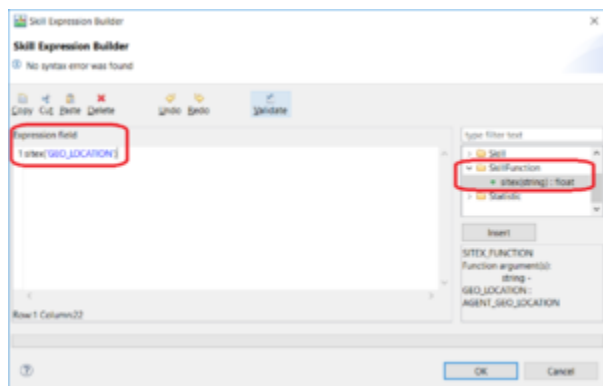 Skill Expression Builder
Skill Expression Builder
No syntax error was found
Copy Cut Paste Delete Undo Redo Validate
Expression field
1 sitex('GEO_LOCATION')
type filter text
Skill
SkillFunction
sitex(string) : float
Statistic
Insert
SITEX_FUNCTION
Function argument(s):
string -
GEO_LOCATION :
AGENT_GEO_LOCATION
Row:1 Column:22
OK Cancel